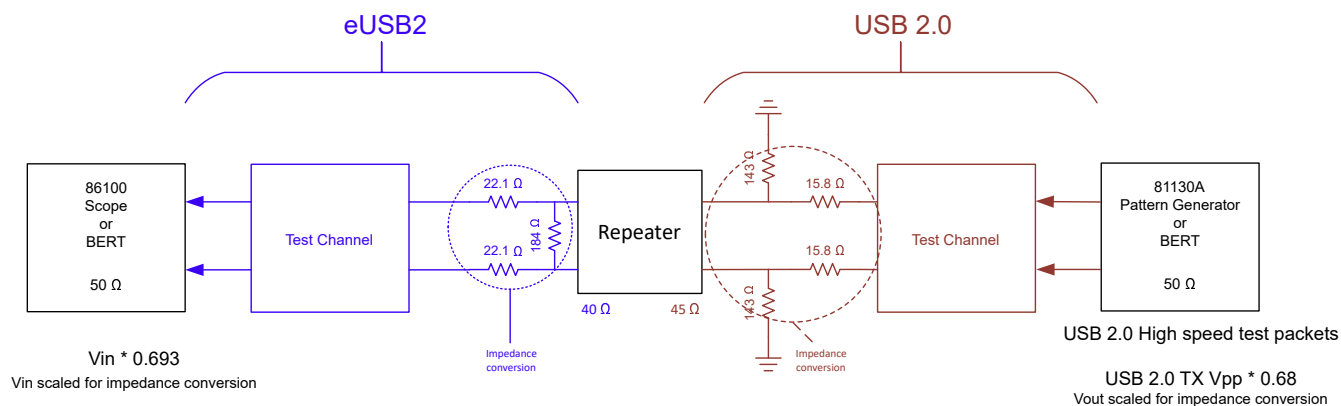 eUSB2
USB 2.0
86100
Scope
or
BERT
50 Ω
Test Channel
22.1 Ω
184 Ω
22.1 Ω
Repeater
40 Ω
45 Ω
143 Ω
15.8 Ω
15.8 Ω
143 Ω
Test Channel
81130A
Pattern Generator
or
BERT
50 Ω
Impedance
conversion
Impedance
conversion
Vin * 0.693
Vin scaled for impedance conversion
USB 2.0 High speed test packets
USB 2.0 TX Vpp * 0.68
Vout scaled for impedance conversion